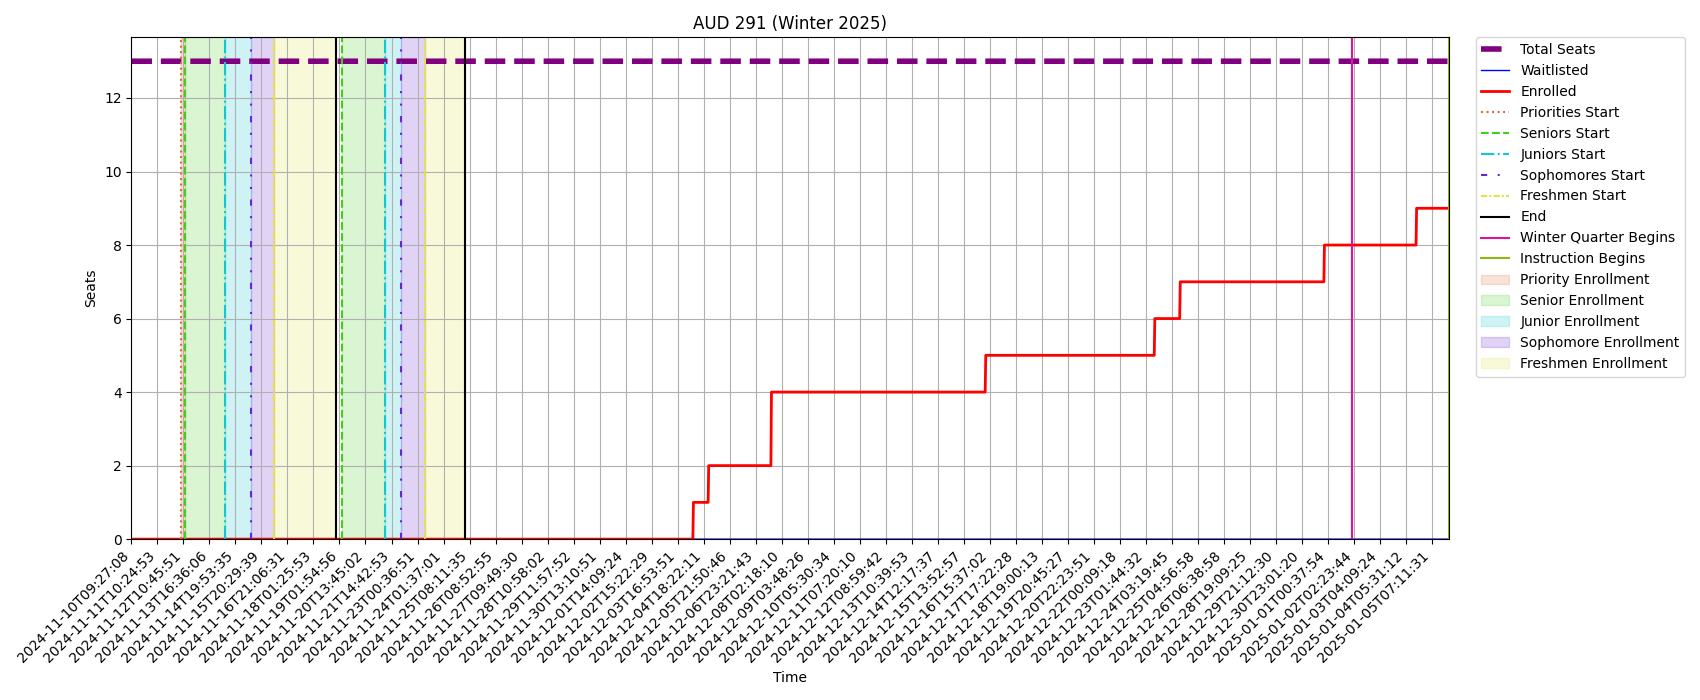 AUD 291 (Winter 2025)
Seats
12
10
8
6
4
2
0
2024-11-10T09:27:08
2024-11-11T10:24:53
2024-11-12T10:45:51
2024-11-13T16:36:06
2024-11-14T19:53:35
2024-11-15T20:29:39
2024-11-16T21:06:31
2024-11-18T01:25:53
2024-11-19T01:54:56
2024-11-20T13:45:02
2024-11-21T14:42:53
2024-11-23T00:36:51
2024-11-24T01:37:01
2024-11-25T08:11:35
2024-11-26T08:52:55
2024-11-27T09:49:30
2024-11-28T10:58:02
2024-11-29T11:57:52
2024-11-30T13:10:51
2024-12-01T14:09:24
2024-12-02T15:22:29
2024-12-03T16:53:51
2024-12-04T18:22:11
2024-12-05T21:50:46
2024-12-06T23:21:43
2024-12-08T02:18:10
2024-12-09T03:48:26
2024-12-10T05:30:34
2024-12-11T07:20:10
2024-12-12T08:59:42
2024-12-13T10:39:53
2024-12-14T12:17:37
2024-12-15T13:52:57
2024-12-16T15:37:02
2024-12-17T17:22:28
2024-12-18T19:00:13
2024-12-19T20:45:27
2024-12-20T22:23:51
2024-12-22T00:09:18
2024-12-23T01:44:32
2024-12-24T03:19:45
2024-12-25T04:56:58
2024-12-26T06:38:58
2024-12-28T19:09:25
2024-12-29T21:12:30
2024-12-30T23:01:20
2025-01-01T00:37:54
2025-01-02T02:23:44
2025-01-03T04:09:24
2025-01-04T05:31:12
2025-01-05T07:11:31
Time
Total Seats
Waitlisted
Enrolled
Priorities Start
Seniors Start
Juniors Start
Sophomores Start
Freshmen Start
End
Winter Quarter Begins
Instruction Begins
Priority Enrollment
Senior Enrollment
Junior Enrollment
Sophomore Enrollment
Freshmen Enrollment